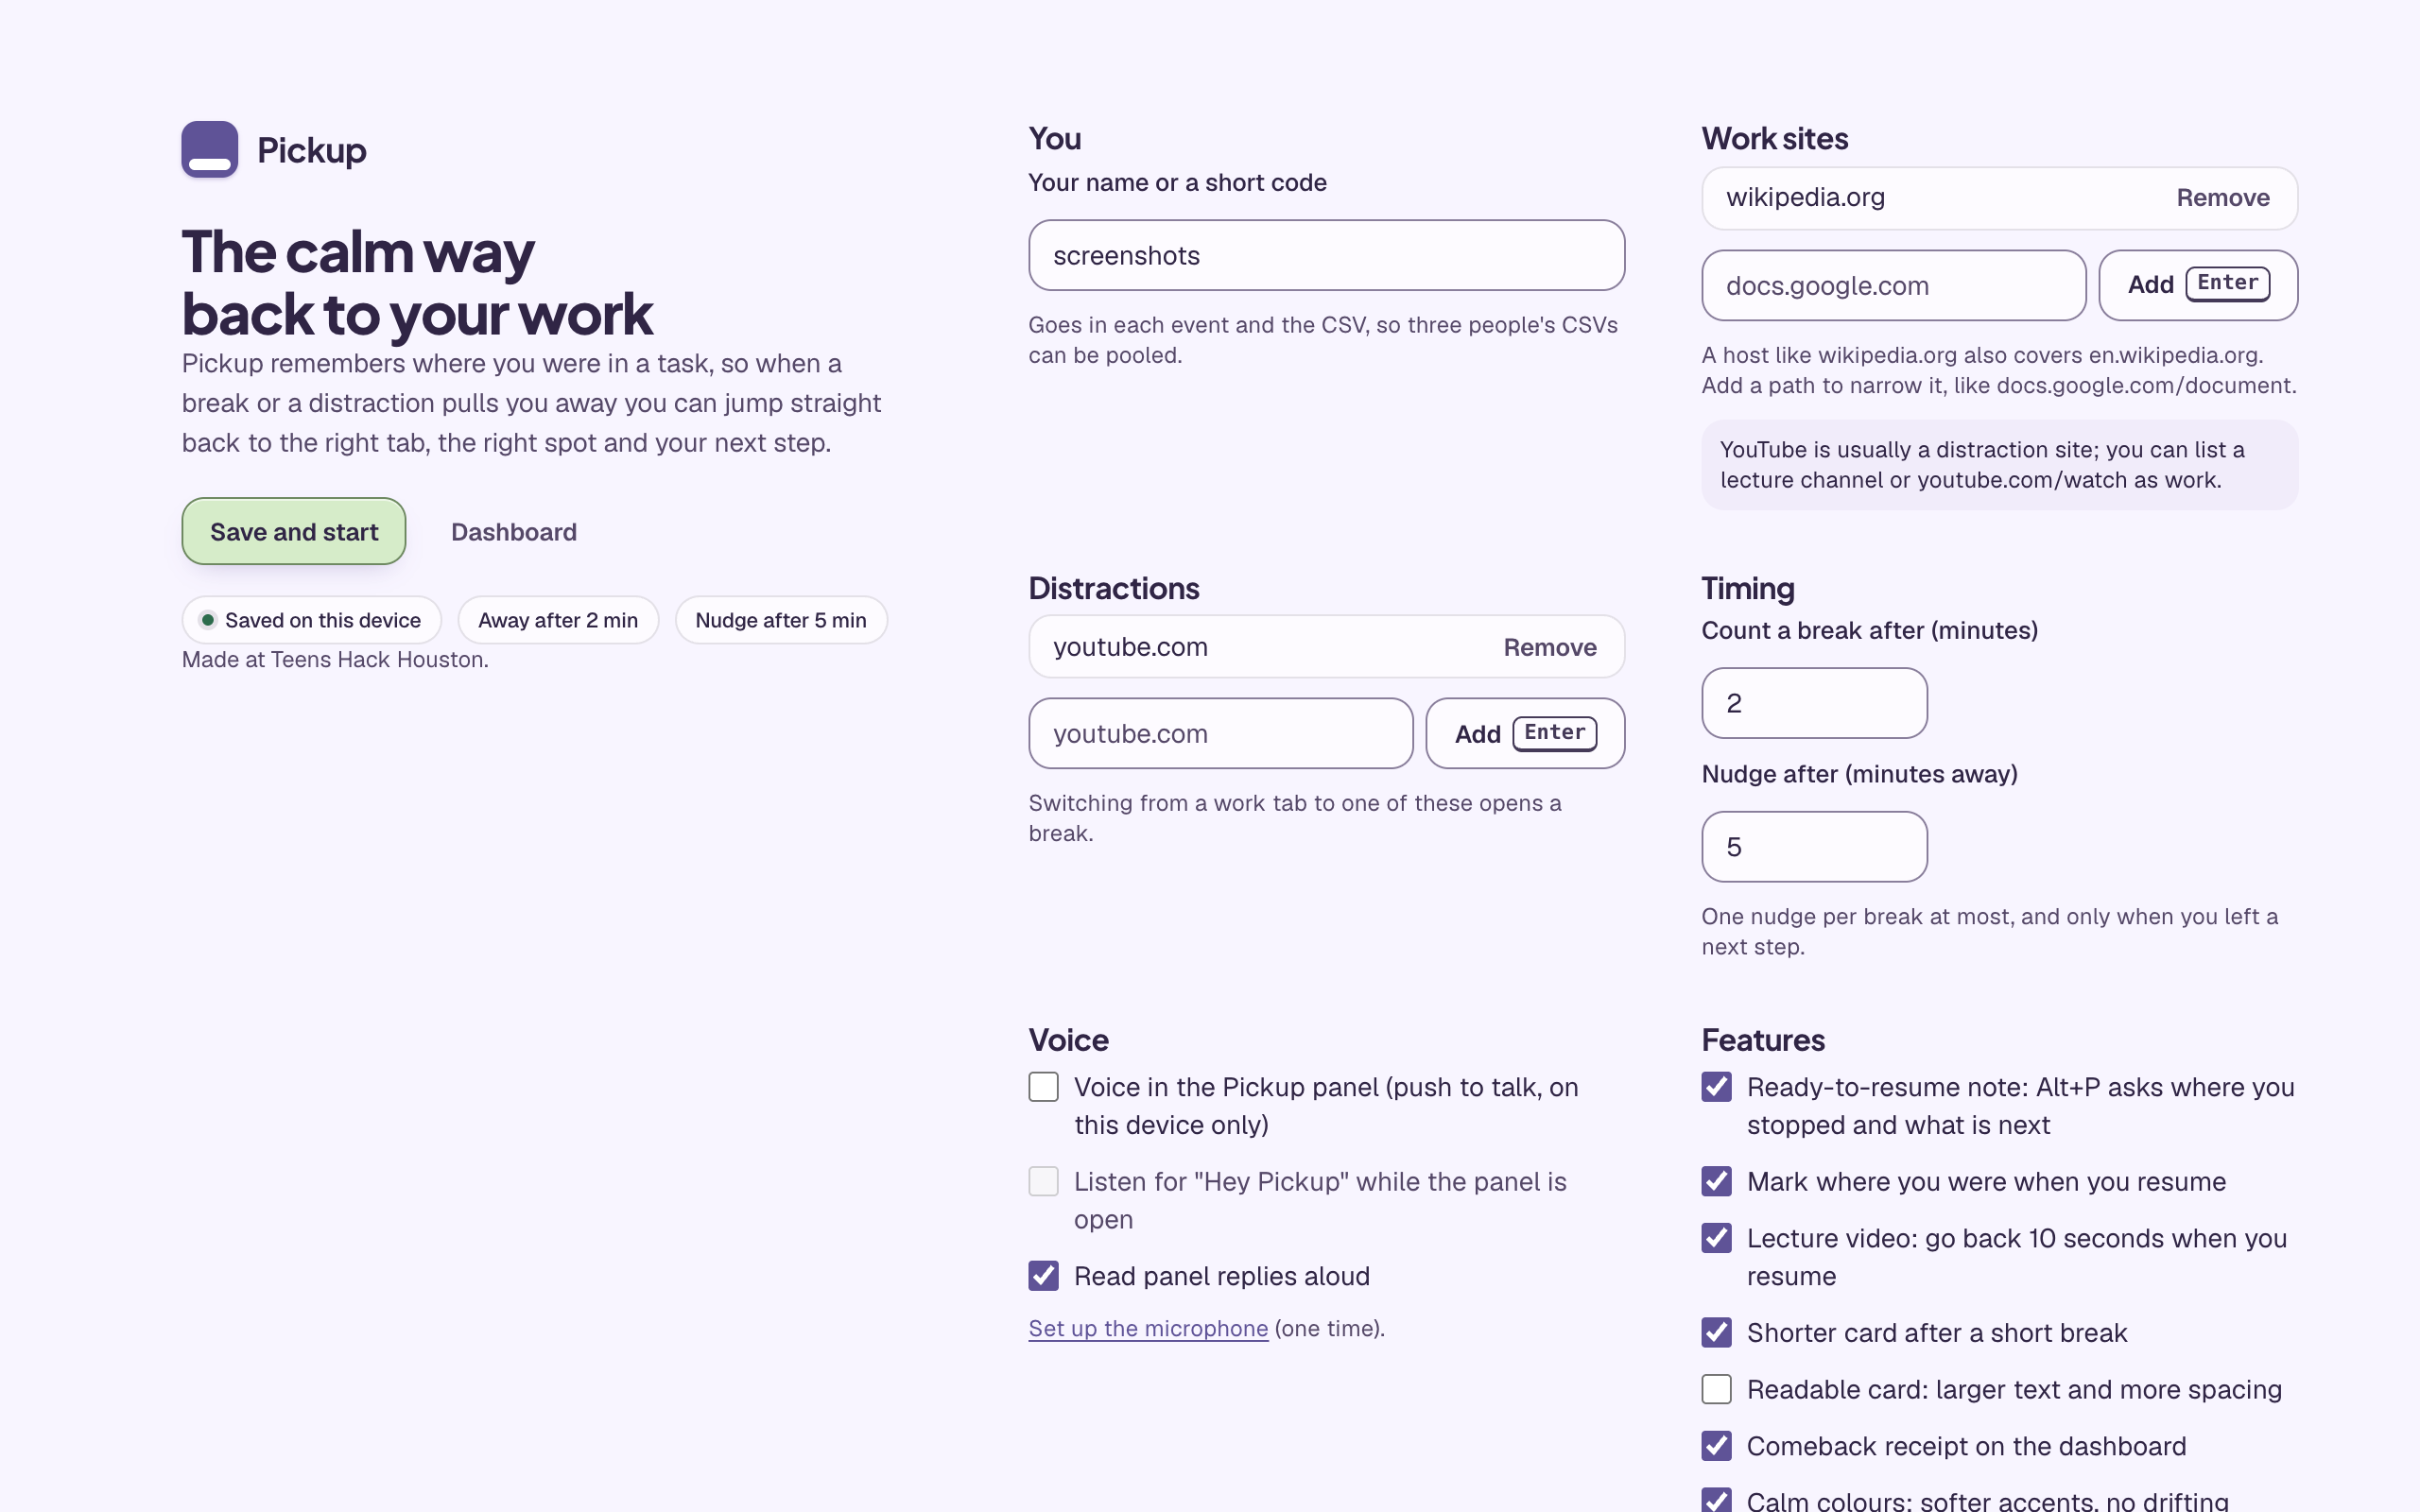 Pickup
The calm way
back to your work
Pickup remembers where you were in a task, so when a
break or a distraction pulls you away you can jump straight
back to the right tab, the right spot and your next step.
Save and start
Dashboard
Saved on this device
Away after 2 min
Nudge after 5 min
Made at Teens Hack Houston.
You
Your name or a short code
screenshots
Goes in each event and the CSV, so three people's CSVs
can be pooled.
Work sites
wikipedia.org
Remove
docs.google.com
Add Enter
A host like wikipedia.org also covers en.wikipedia.org.
Add a path to narrow it, like docs.google.com/document.
YouTube is usually a distraction site; you can list a
lecture channel or youtube.com/watch as work.
Distractions
youtube.com
Remove
youtube.com
Add Enter
Switching from a work tab to one of these opens a
break.
Timing
Count a break after (minutes)
2
Nudge after (minutes away)
5
One nudge per break at most, and only when you left a
next step.
Voice
Voice in the Pickup panel (push to talk, on
this device only)
Listen for "Hey Pickup" while the panel is
open
Read panel replies aloud
Set up the microphone (one time).
Features
Ready-to-resume note: Alt+P asks where you
stopped and what is next
Mark where you were when you resume
Lecture video: go back 10 seconds when you
resume
Shorter card after a short break
Readable card: larger text and more spacing
Comeback receipt on the dashboard
Calm colours: softer accents, no drifting